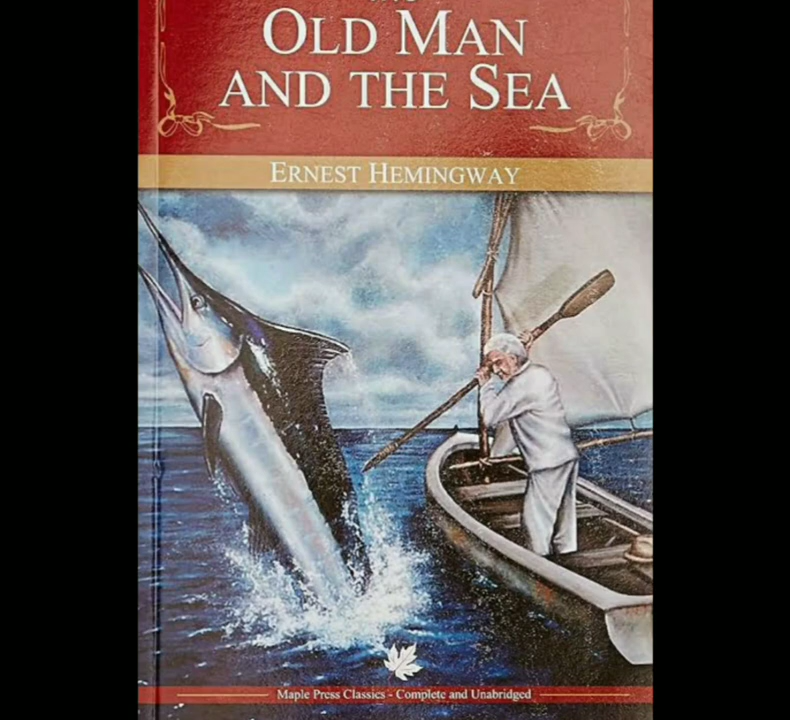 OLD MAN
AND THE SEA
ERNEST HEMINGWAY
Maple Press Classics - Complete and Unabridged